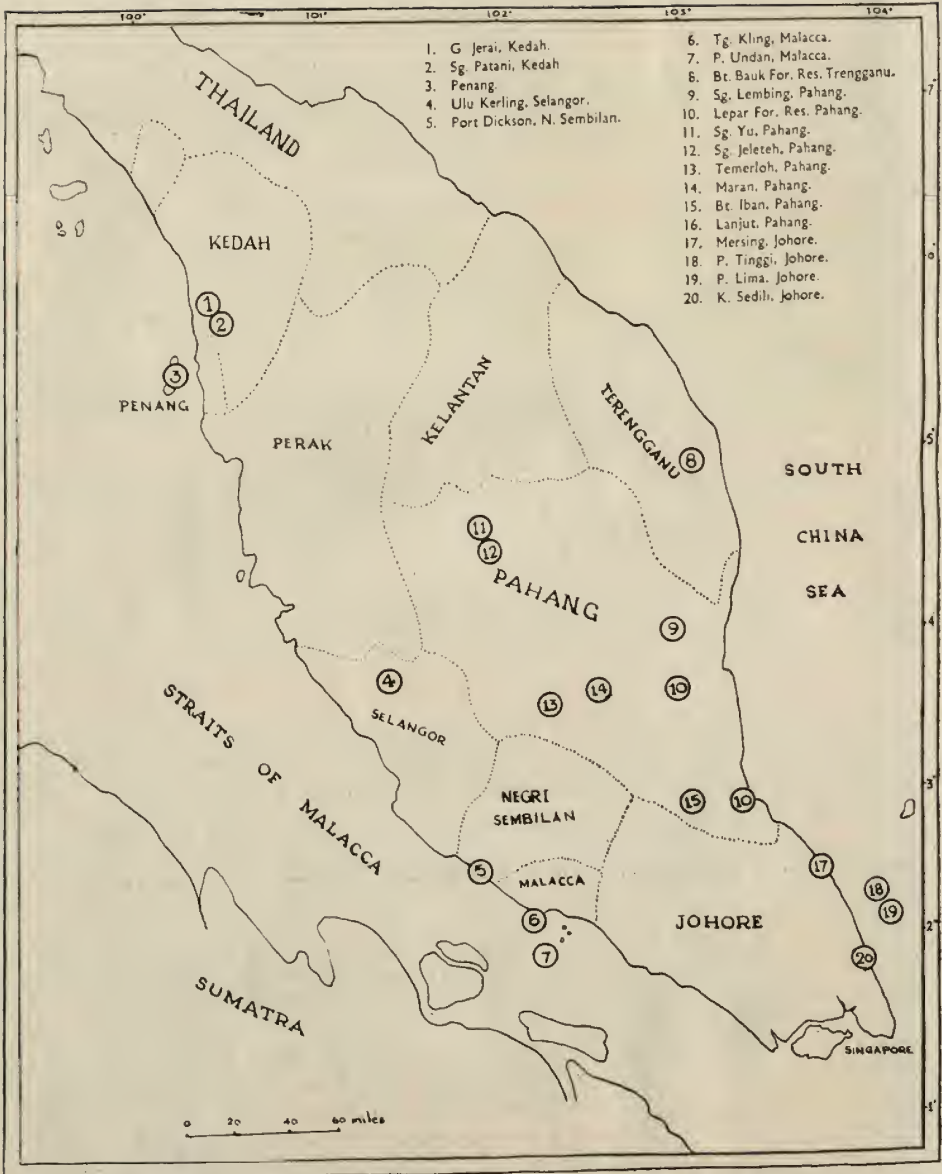 100° 101° 102° 103° 104°
1. G Jerai, Kedah.
2. Sg. Patani, Kedah
3. Penang.
4. Ulu Kerling, Selangor.
5. Port Dickson, N. Sembilan.
6. Tg. Kling, Malacca.
7. P. Undan, Malacca.
8. Bt. Bauk For. Res. Trengganu.
9. Sg. Lembing, Pahang.
10. Lepar For. Res. Pahang.
11. Sg. Yu, Pahang.
12. Sg. Jeleteh, Pahang.
13. Temerloh, Pahang.
14. Maran, Pahang.
15. Bt. Iban, Pahang.
16. Lanjut, Pahang.
17. Mersing, Johore.
18. P. Tinggi, Johore.
19. P. Lima, Johore.
20. K. Sedili, Johore.
7°
THAILAND
KEDAH
1
2
3
PENANG
PERAK
KELANTAN
TERENGGANU
8
5°
SOUTH
CHINA
SEA
11
12
PAHANG
9
4°
4
SELANGOR
13
14
10
STRAITS OF MALACCA
3°
NEGRI
SEMBILAN
15
10
5
MALACCA
17
18
19
6
7
JOHORE
2°
20
SUMATRA
SINGAPORE
1°
0 20 40 60 miles